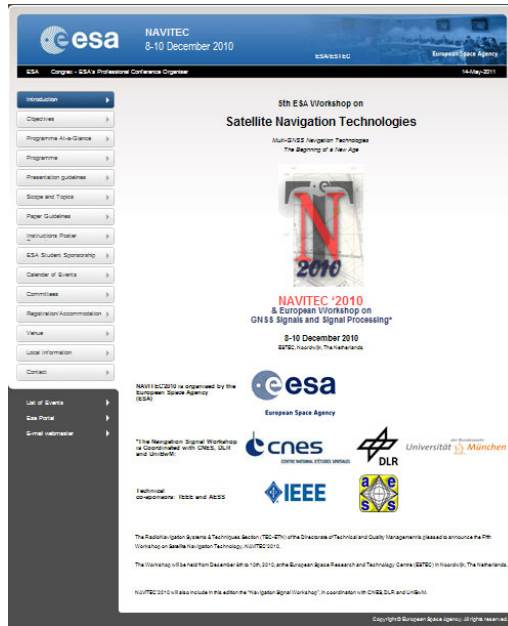 esa
NAVITEC
8-10 December 2010
ESA/ESTEC
European Space Agency
ESA Congrex - ESA's Professional Conference Organiser
14-May-2011
Introduction
Objectives
Programme At-a-Glance
Programme
Presentation guidelines
Scope and Topics
Paper Guidelines
Instructions Poster
ESA Student Sponsorship
Calendar of Events
Committees
Registration/Accommodation
Venue
Local Information
Contact
List of Events
Esa Portal
E-mail webmaster
5th ESA Workshop on
Satellite Navigation Technologies
Multi-GNSS Navigation Technologies
The Beginning of a New Age
NT
2010
NAVITEC '2010
& European Workshop on
GNSS Signals and Signal Processing*
8-10 December 2010
ESTEC, Noordwijk, The Netherlands
NAVITEC'2010 is organised by the
European Space Agency
(ESA)
esa
European Space Agency
*The Navigation Signal Workshop
is Coordinated with CNES, DLR
and UniBwM:
cnes
CENTRE NATIONAL D'ÉTUDES SPATIALES
DLR
der Bundeswehr
Universität München
Technical
co-sponsors: IEEE and AESS
IEEE
aess
The RadioNavigation Systems & Techniques Section (TEC-ETN) of the Directorate of Technical and Quality Management is pleased to announce the Fifth
Workshop on Satellite Navigation Technology, NAVITEC'2010.
The Workshop will be held from December 8th to 10th, 2010, at the European Space Research and Technology Centre (ESTEC) in Noordwijk, The Netherlands.
NAVITEC'2010 will also include in this edition the "Navigation Signal Workshop", in coordination with CNES, DLR and UniBwM.
Copyright © European Space Agency. All rights reserved.